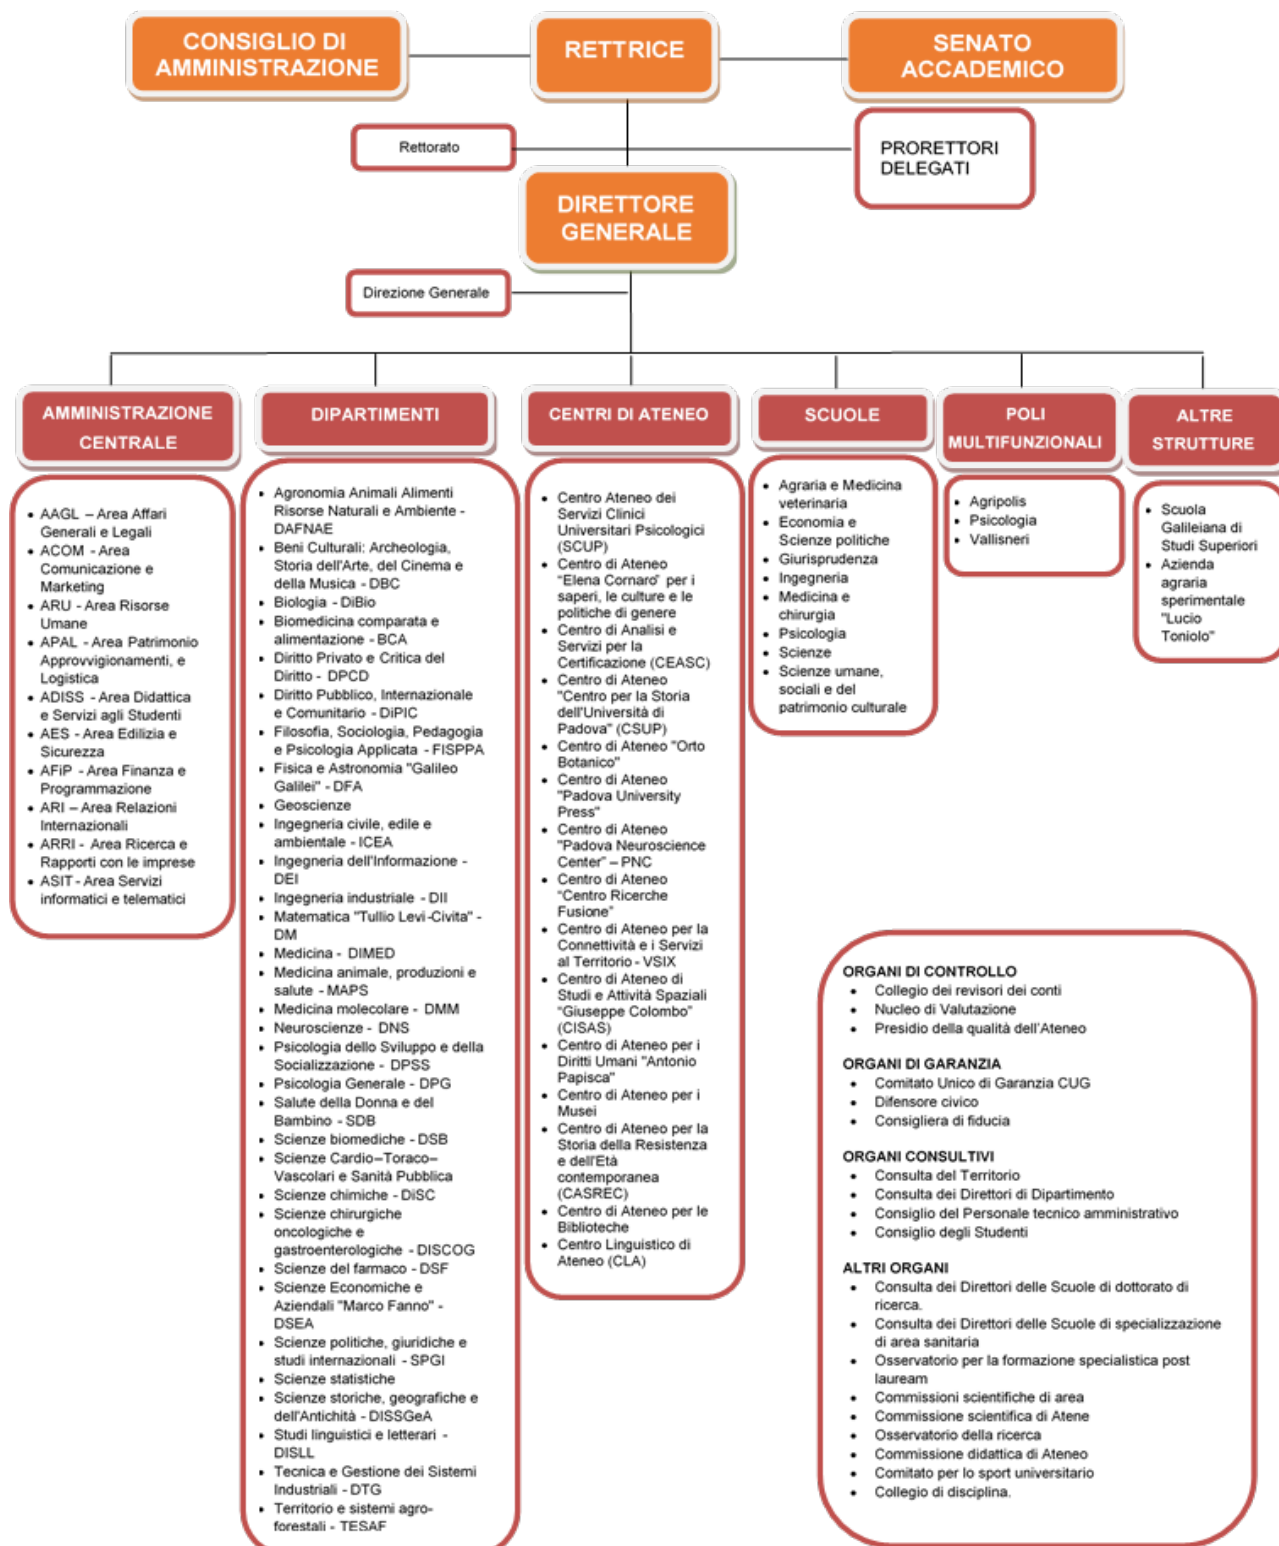 CONSIGLIO DI
AMMINISTRAZIONE
RETTRICE
SENATO
ACCADEMICO
Rettorato
PRORETTORI
DELEGATI
DIRETTORE
GENERALE
Direzione Generale
AMMINISTRAZIONE
CENTRALE
• AAGL – Area Affari
Generali e Legali
• ACOM - Area
Comunicazione e
Marketing
• ARU - Area Risorse
Umane
• APAL - Area Patrimonio
Approvvigionamenti, e
Logistica
• ADISS - Area Didattica
e Servizi agli Studenti
• AES - Area Edilizia e
Sicurezza
• AFiP - Area Finanza e
Programmazione
• ARI – Area Relazioni
Internazionali
• ARRI - Area Ricerca e
Rapporti con le imprese
• ASIT - Area Servizi
informatici e telematici
DIPARTIMENTI
• Agronomia Animali Alimenti
Risorse Naturali e Ambiente -
DAFNAE
• Beni Culturali: Archeologia,
Storia dell'Arte, del Cinema e
della Musica - DBC
• Biologia - DiBio
• Biomedicina comparata e
alimentazione - BCA
• Diritto Privato e Critica del
Diritto - DPCD
• Diritto Pubblico, Internazionale
e Comunitario - DiPIC
• Filosofia, Sociologia, Pedagogia
e Psicologia Applicata - FISPPA
• Fisica e Astronomia "Galileo
Galilei" - DFA
• Geoscienze
• Ingegneria civile, edile e
ambientale - ICEA
• Ingegneria dell'Informazione -
DEI
• Ingegneria industriale - DII
• Matematica "Tullio Levi-Civita" -
DM
• Medicina - DIMED
• Medicina animale, produzioni e
salute - MAPS
• Medicina molecolare - DMM
• Neuroscienze - DNS
• Psicologia dello Sviluppo e della
Socializzazione - DPSS
• Psicologia Generale - DPG
• Salute della Donna e del
Bambino - SDB
• Scienze biomediche - DSB
• Scienze Cardio–Toraco–
Vascolari e Sanità Pubblica
• Scienze chimiche - DiSC
• Scienze chirurgiche
oncologiche e
gastroenterologiche - DISCOG
• Scienze del farmaco - DSF
• Scienze Economiche e
Aziendali "Marco Fanno" -
DSEA
• Scienze politiche, giuridiche e
studi internazionali - SPGI
• Scienze statistiche
• Scienze storiche, geografiche e
dell'Antichità - DISSGeA
• Studi linguistici e letterari -
DISLL
• Tecnica e Gestione dei Sistemi
Industriali - DTG
• Territorio e sistemi agro-
forestali - TESAF
CENTRI DI ATENEO
• Centro Ateneo dei
Servizi Clinici
Universitari Psicologici
(SCUP)
• Centro di Ateneo
“Elena Cornaro” per i
saperi, le culture e le
politiche di genere
• Centro di Analisi e
Servizi per la
Certificazione (CEASC)
• Centro di Ateneo
"Centro per la Storia
dell'Università di
Padova" (CSUP)
• Centro di Ateneo "Orto
Botanico"
• Centro di Ateneo
"Padova University
Press"
• Centro di Ateneo
"Padova Neuroscience
Center” – PNC
• Centro di Ateneo
“Centro Ricerche
Fusione”
• Centro di Ateneo per la
Connettività e i Servizi
al Territorio - VSIX
• Centro di Ateneo di
Studi e Attività Spaziali
“Giuseppe Colombo”
(CISAS)
• Centro di Ateneo per i
Diritti Umani "Antonio
Papisca"
• Centro di Ateneo per i
Musei
• Centro di Ateneo per la
Storia della Resistenza
e dell'Età
contemporanea
(CASREC)
• Centro di Ateneo per le
Biblioteche
• Centro Linguistico di
Ateneo (CLA)
SCUOLE
• Agraria e Medicina
veterinaria
• Economia e
Scienze politiche
• Giurisprudenza
• Ingegneria
• Medicina e
chirurgia
• Psicologia
• Scienze
• Scienze umane,
sociali e del
patrimonio culturale
POLI
MULTIFUNZIONALI
• Agripolis
• Psicologia
• Vallisneri
ALTRE
STRUTTURE
• Scuola
Galileiana di
Studi Superiori
• Azienda
agraria
sperimentale
"Lucio
Toniolo"
ORGANI DI CONTROLLO
• Collegio dei revisori dei conti
• Nucleo di Valutazione
• Presidio della qualità dell'Ateneo
ORGANI DI GARANZIA
• Comitato Unico di Garanzia CUG
• Difensore civico
• Consigliera di fiducia
ORGANI CONSULTIVI
• Consulta del Territorio
• Consulta dei Direttori di Dipartimento
• Consiglio del Personale tecnico amministrativo
• Consiglio degli Studenti
ALTRI ORGANI
• Consulta dei Direttori delle Scuole di dottorato di
ricerca.
• Consulta dei Direttori delle Scuole di specializzazione
di area sanitaria
• Osservatorio per la formazione specialistica post
lauream
• Commissioni scientifiche di area
• Commissione scientifica di Atene
• Osservatorio della ricerca
• Commissione didattica di Ateneo
• Comitato per lo sport universitario
• Collegio di disciplina.